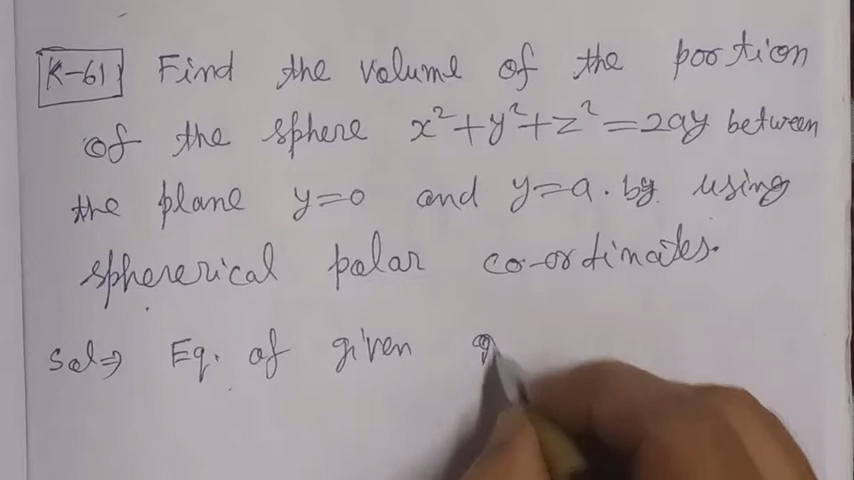 K-61 Find the volume of the portion
of the sphere x²+y²+z²=2ay between
the plane y=0 and y=a. by using
sphererical polar co-ordinates.
Sol⇒ Eq. of given